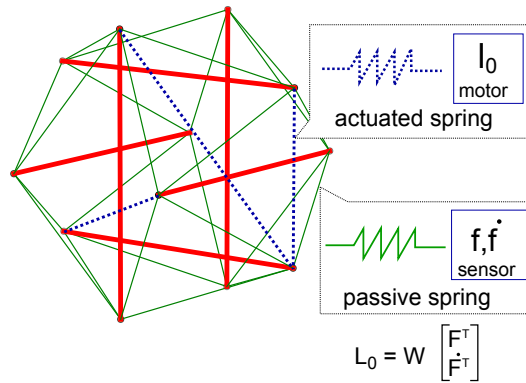 l₀
motor
actuated spring
f,ḟ
sensor
passive spring
L₀ = W [Fᵀ
Ḟᵀ]